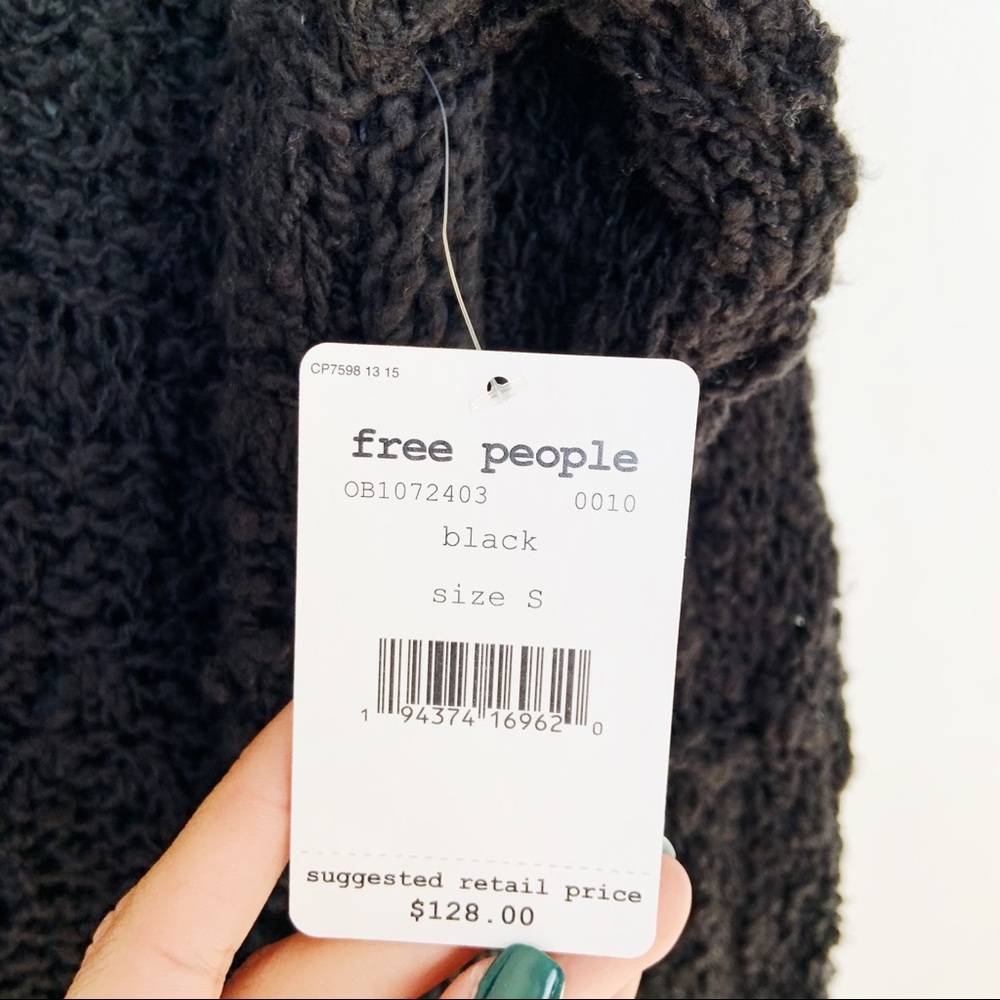 CP7598 13 15
free people
OB1072403 0010
black
size S
1 94374 16962 0
suggested retail price
$128.00